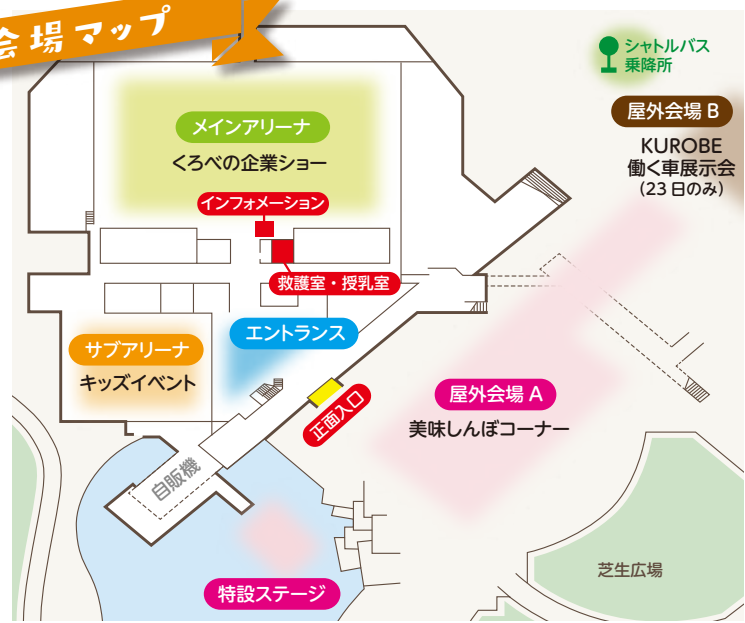 会場マップ
シャトルバス
乗降所
屋外会場 B
KUROBE
働く車展示会
(23 日のみ)
メインアリーナ
くろべの企業ショー
インフォメーション
救護室・授乳室
エントランス
サブアリーナ
キッズイベント
正面入口
屋外会場 A
美味しんぼコーナー
自販機
特設ステージ
芝生広場